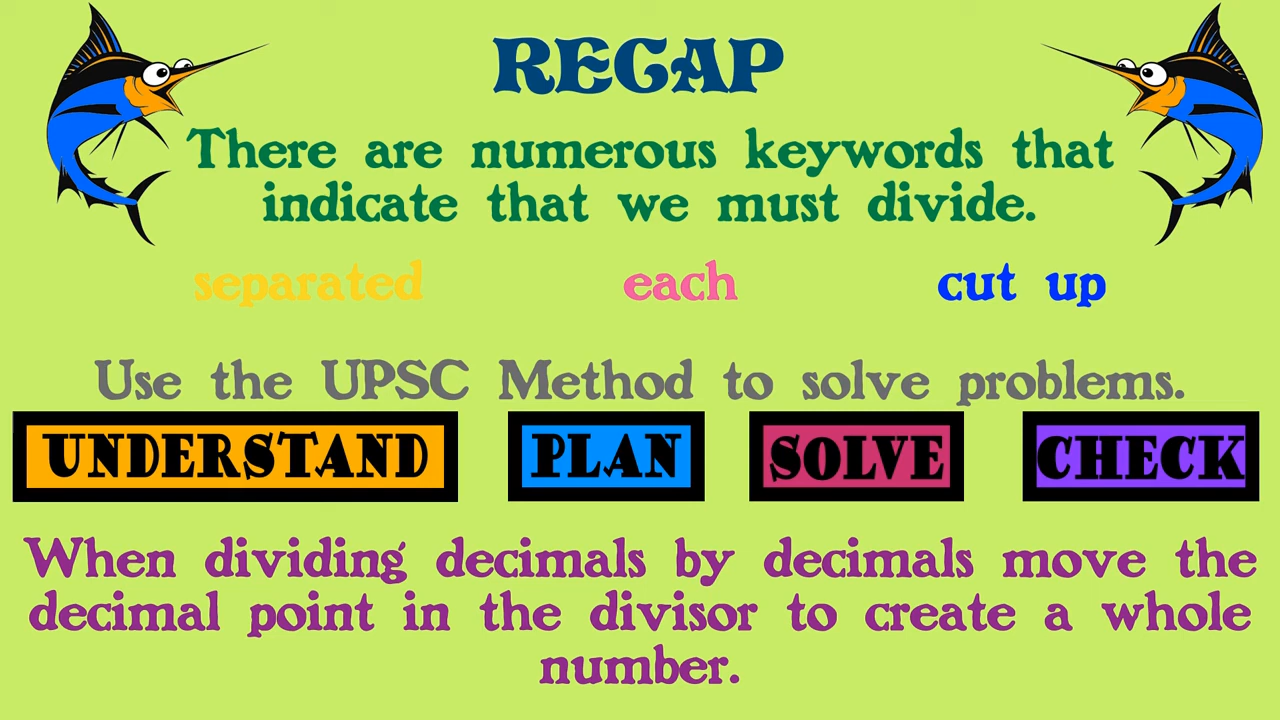 RECAP
There are numerous keywords that
indicate that we must divide.
separated each cut up
Use the UPSC Method to solve problems.
UNDERSTAND PLAN SOLVE CHECK
When dividing decimals by decimals move the
decimal point in the divisor to create a whole
number.